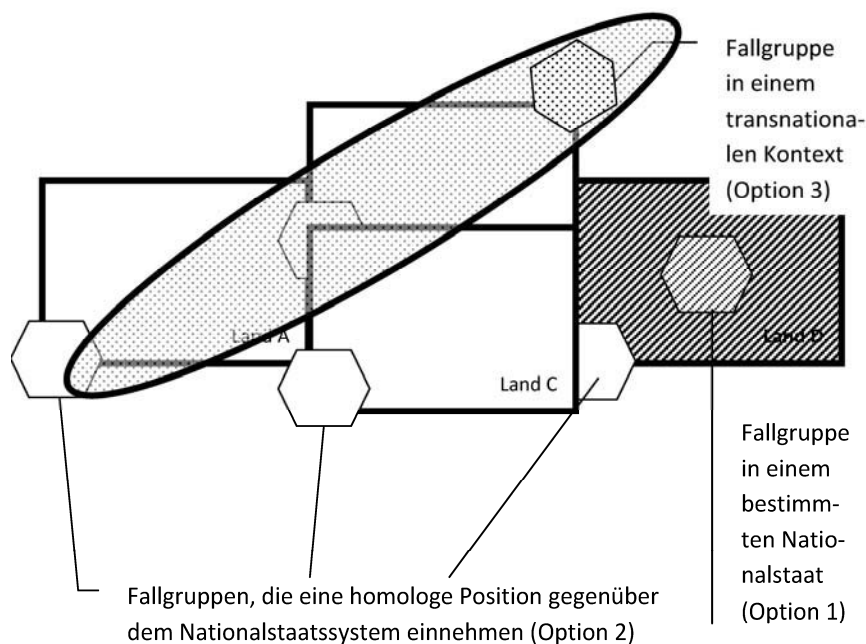 Fallgruppe
in einem
transnationa-
len Kontext
(Option 3)
Land A
Land D
Land C
Fallgruppe
in einem
bestimm-
ten Natio-
nalstaat
(Option 1)
Fallgruppen, die eine homologe Position gegenüber
dem Nationalstaatssystem einnehmen (Option 2)